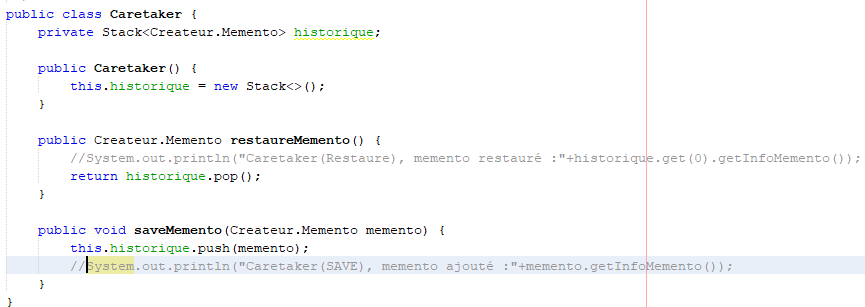 public class Caretaker {
    private Stack<Createur.Memento> historique;

    public Caretaker() {
        this.historique = new Stack<>();
    }

    public Createur.Memento restaureMemento() {
        //System.out.println("Caretaker(Restaure), memento restauré :"+historique.get(0).getInfoMemento());
        return historique.pop();
    }

    public void saveMemento(Createur.Memento memento) {
        this.historique.push(memento);
        //System.out.println("Caretaker(SAVE), memento ajouté :"+memento.getInfoMemento());
    }
}